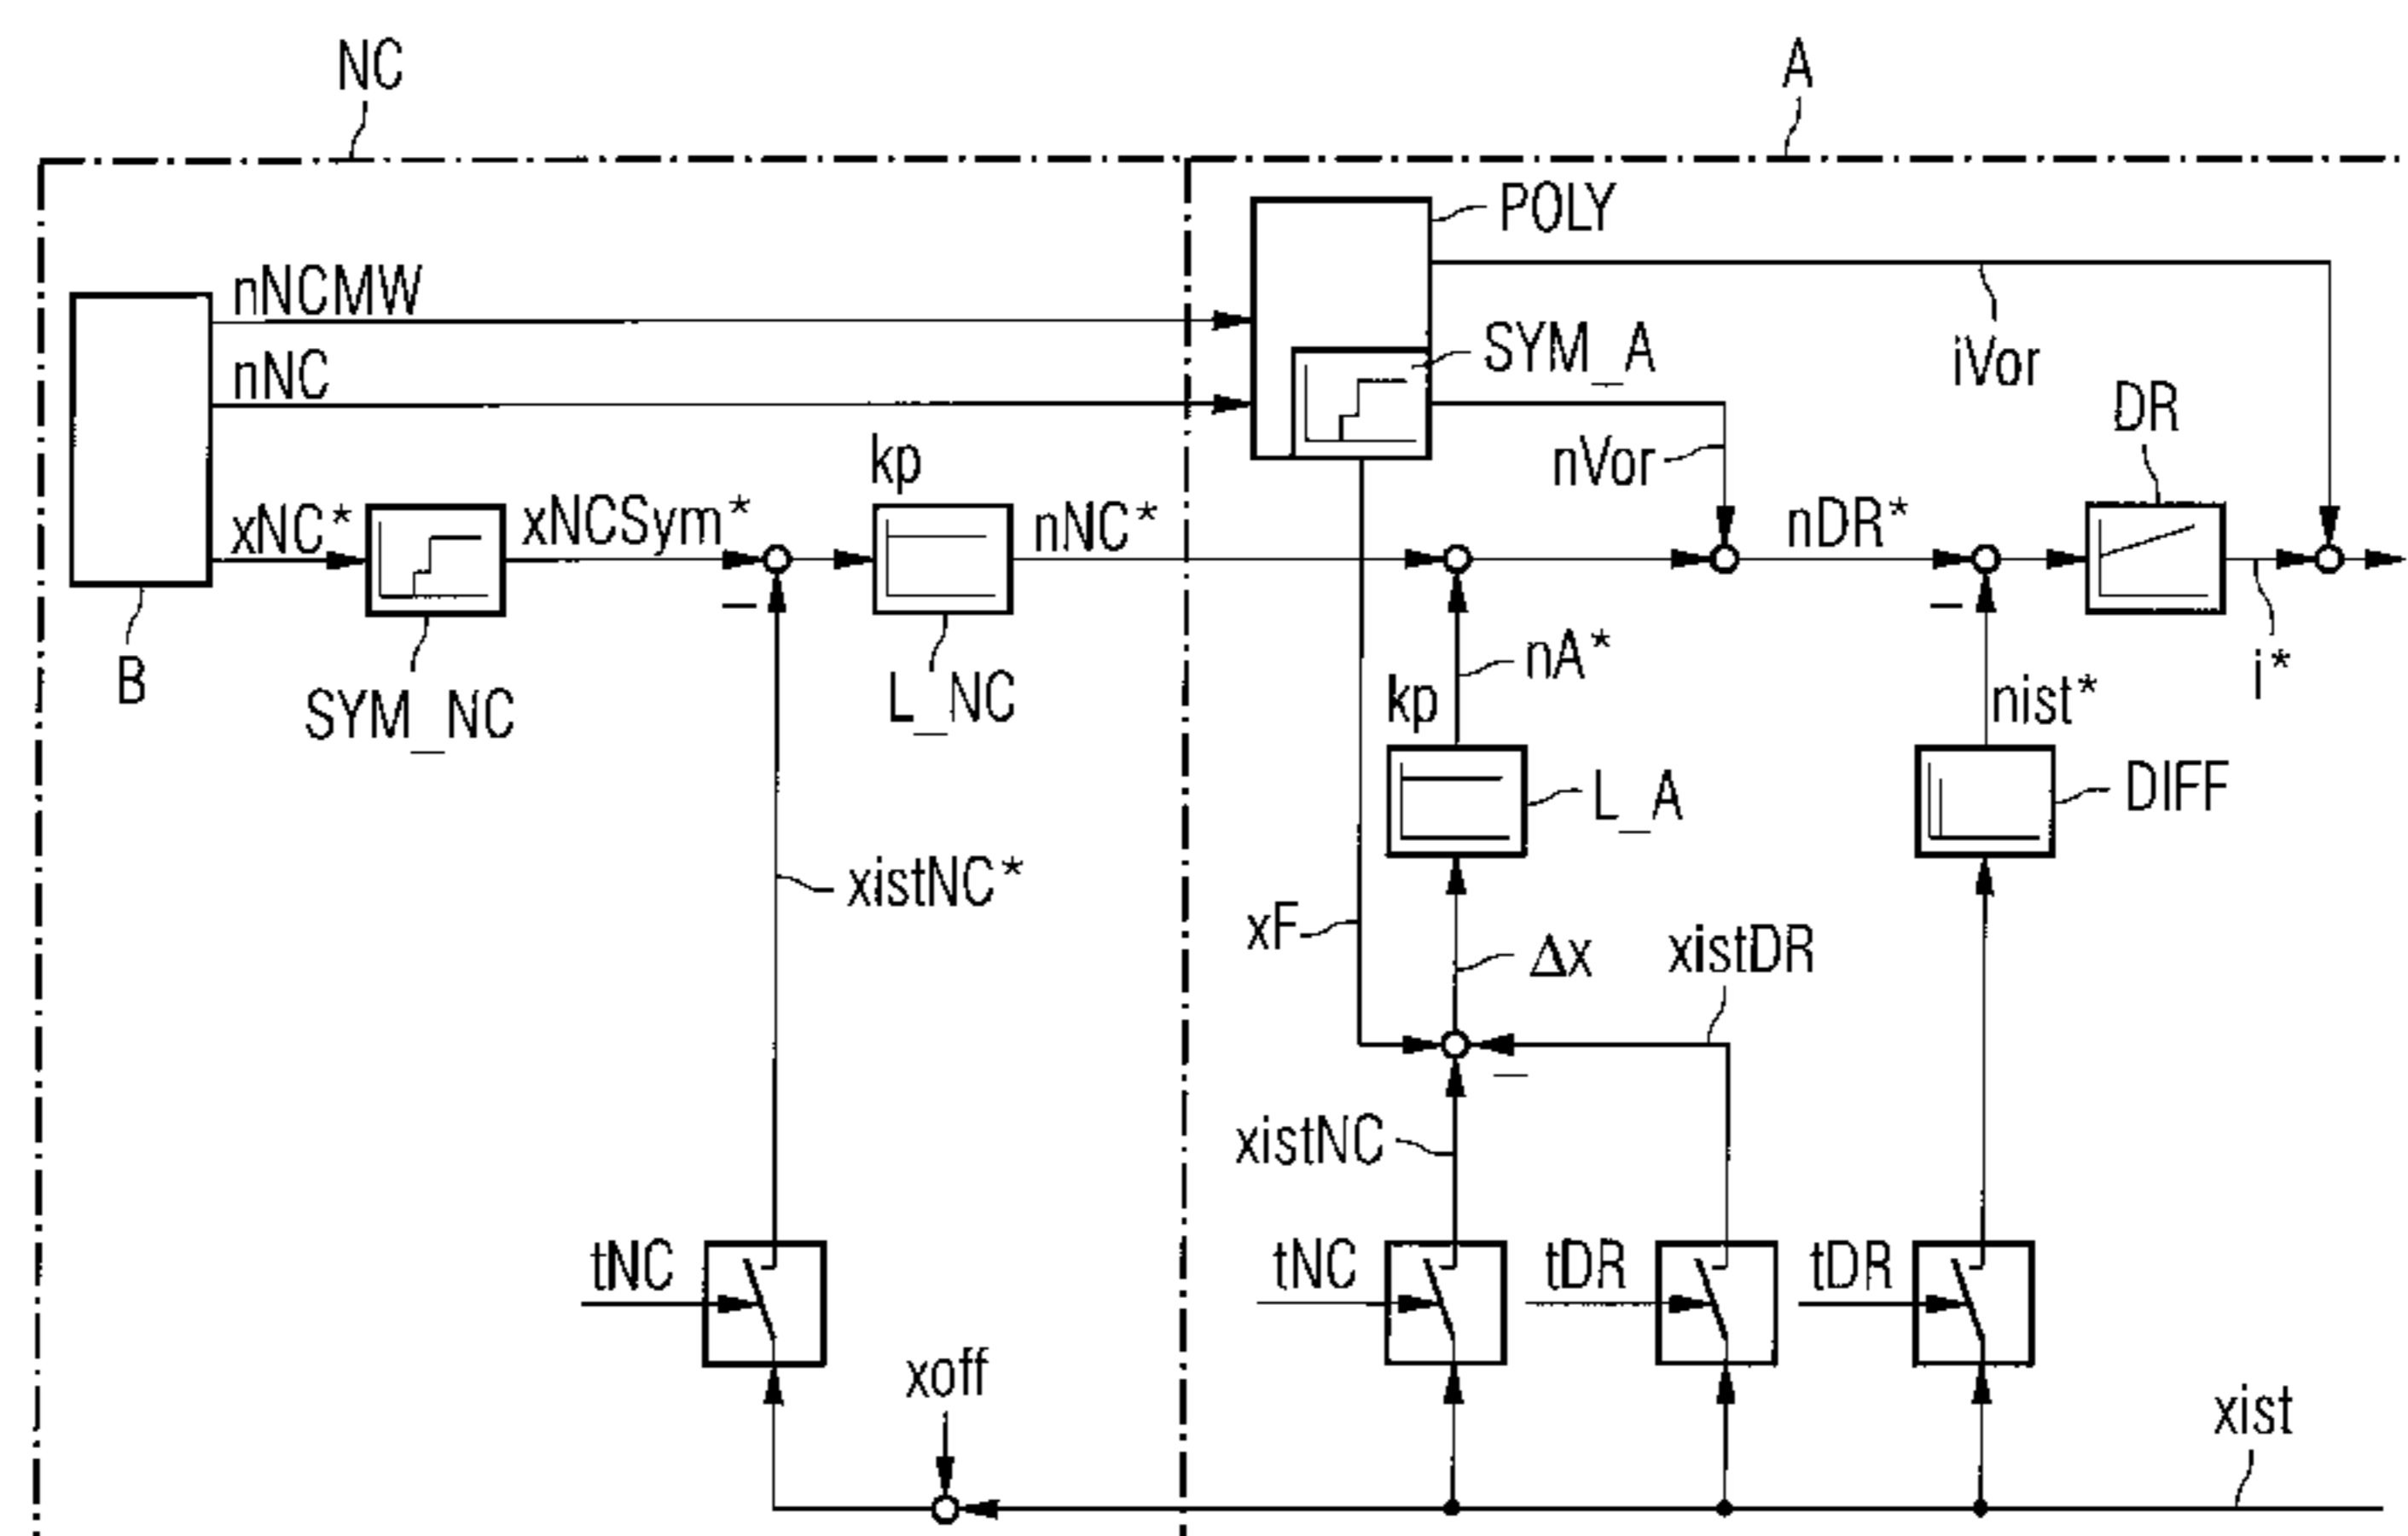 NC
A
POLY
nNCMW
SYM_A
iVor
nNC
DR
kp
nVor
xNC*
xNCSym*
nNC*
nDR*
–
–
B
SYM_NC
L_NC
nA*
i*
kp
nist*
L_A
DIFF
xistNC*
xF
Δx
xistDR
–
xistNC
tNC
tNC
tDR
tDR
xoff
xist